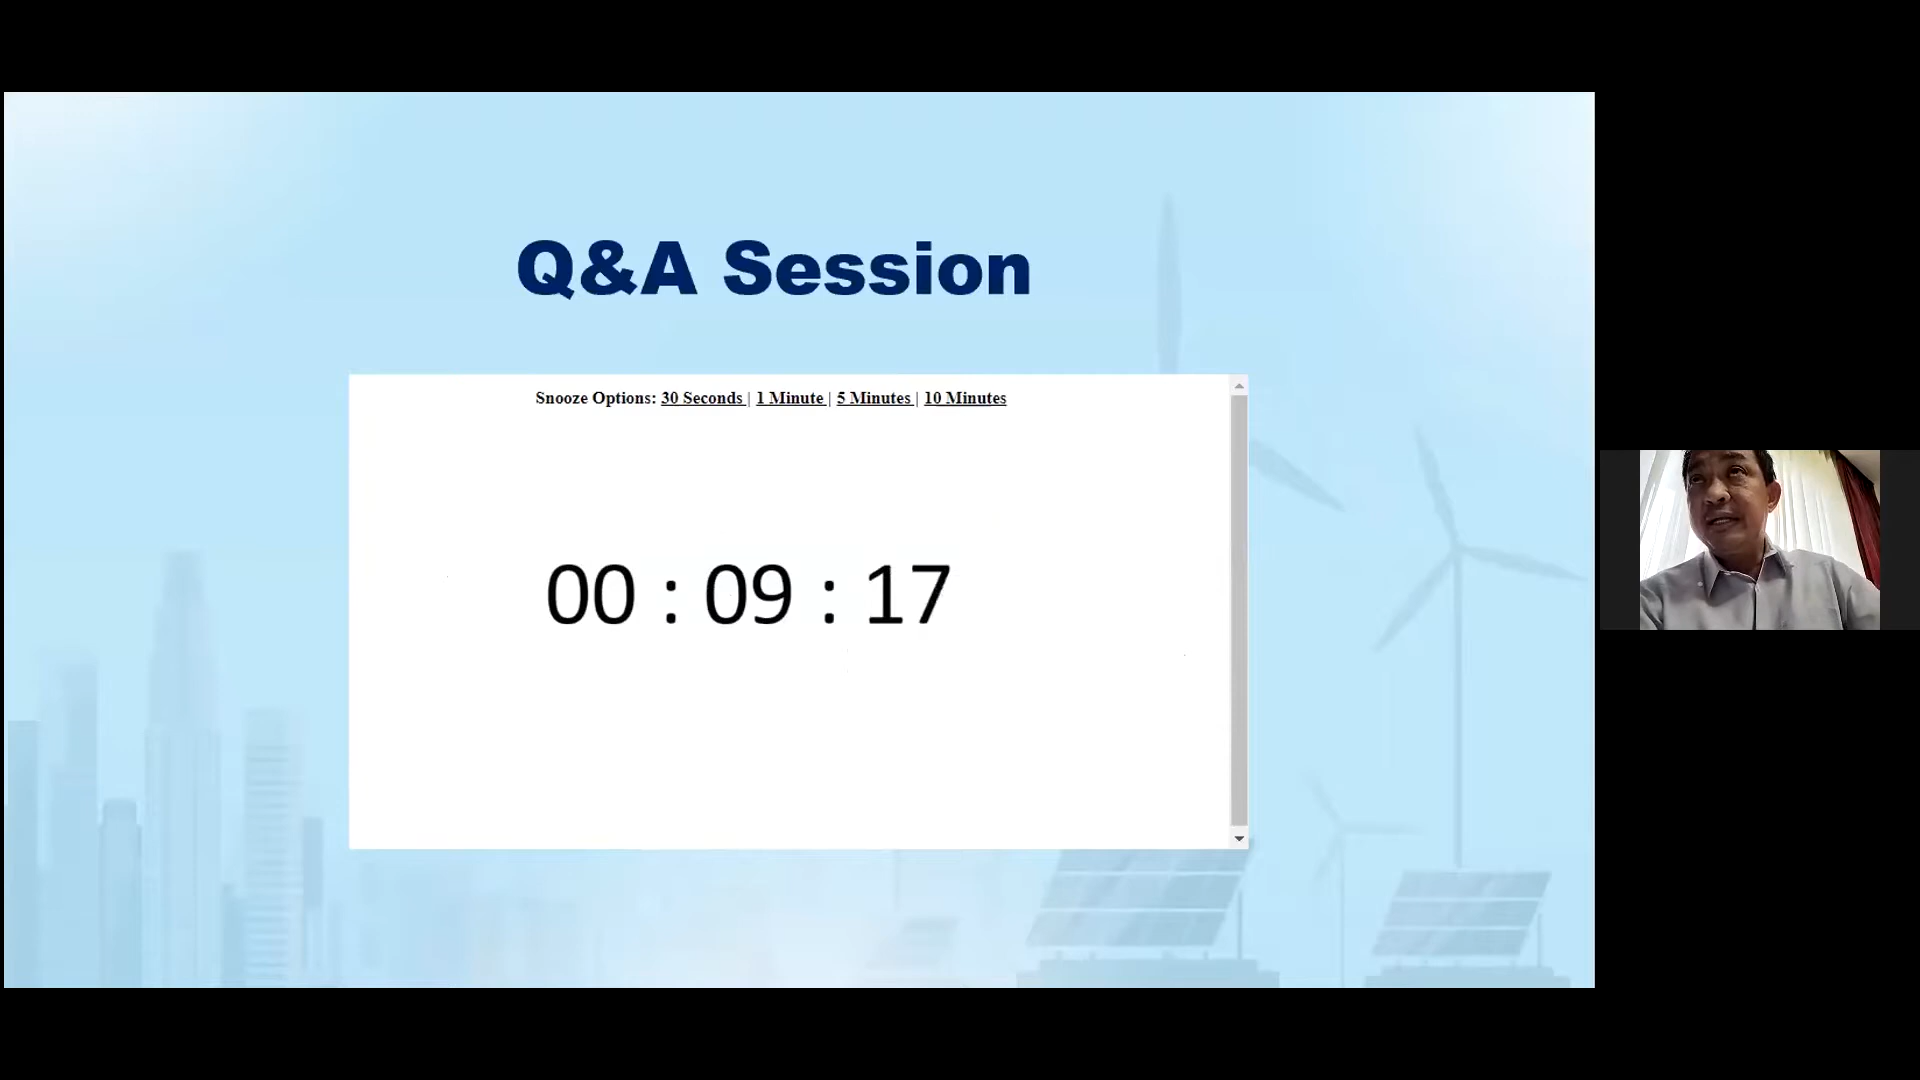 Q&A Session
Snooze Options: 30 Seconds | 1 Minute | 5 Minutes | 10 Minutes
00 : 09 : 17